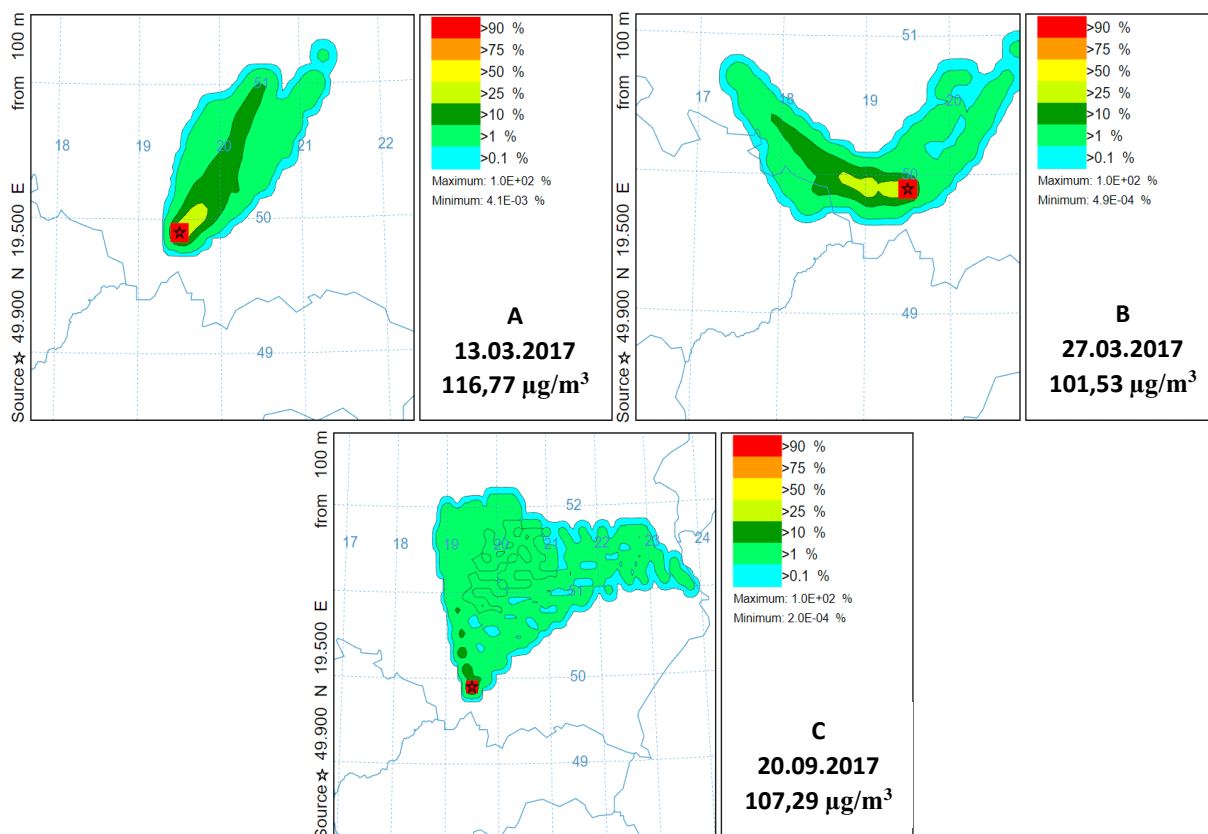 Source ☆ 49.900 N 19.500 E from 100 m
51
18 19 20 21 22
50
49
>90 %
>75 %
>50 %
>25 %
>10 %
>1 %
>0.1 %
Maximum: 1.0E+02 %
Minimum: 4.1E-03 %
A
13.03.2017
116,77 µg/m³
Source ☆ 49.900 N 19.500 E from 100 m
51
17 18 19 20
50
49
>90 %
>75 %
>50 %
>25 %
>10 %
>1 %
>0.1 %
Maximum: 1.0E+02 %
Minimum: 4.9E-04 %
B
27.03.2017
101,53 µg/m³
Source ☆ 49.900 N 19.500 E from 100 m
52
17 18 19 20 21 22 23 24
51
50
49
>90 %
>75 %
>50 %
>25 %
>10 %
>1 %
>0.1 %
Maximum: 1.0E+02 %
Minimum: 2.0E-04 %
C
20.09.2017
107,29 µg/m³